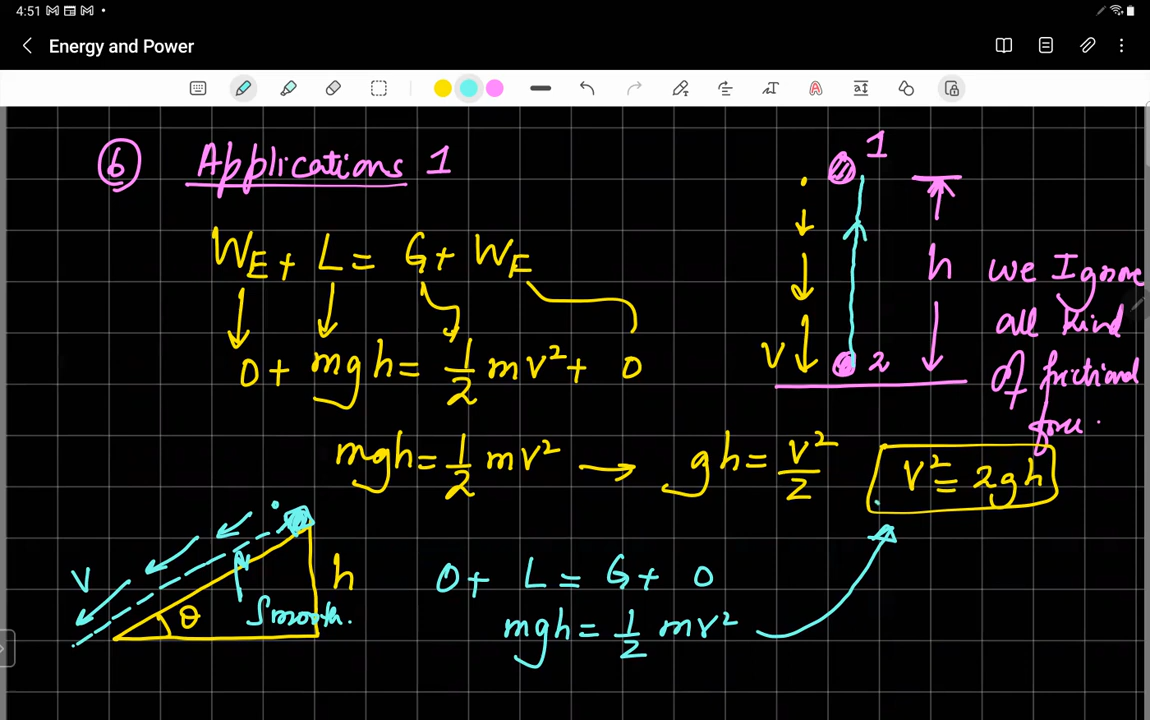 4:51
Energy and Power
6 Applications 1
1
W_E + L = G + W_E
h
we Ignore
all kind
of frictional
force.
0 + mgh = 1/2 mv² + 0
v
2
mgh = 1/2 mv² → gh = v²/2
v² = 2gh
v
θ
h
Smooth.
0 + L = G + 0
mgh = 1/2 mv²